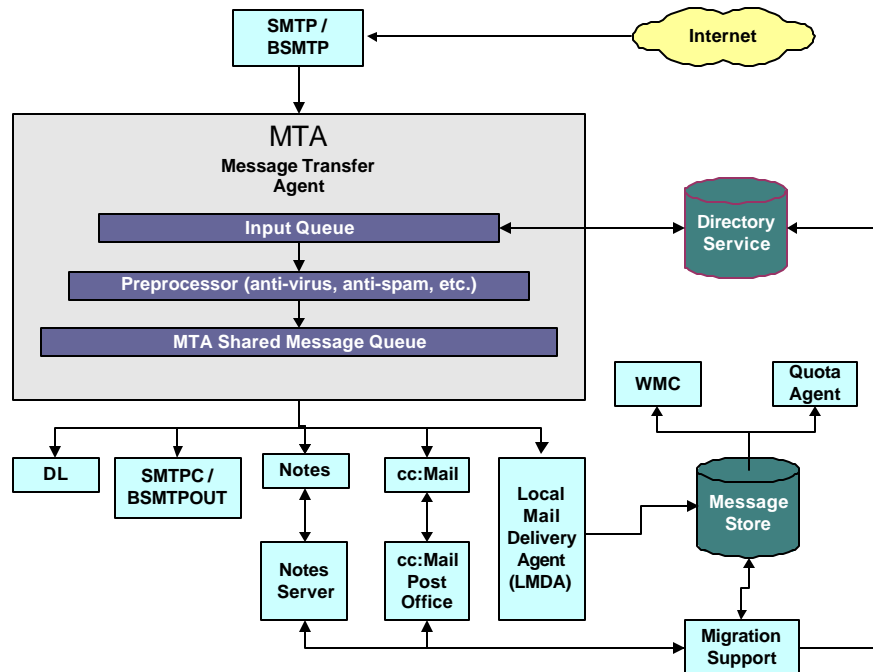 SMTP /
BSMTP
Internet
MTA
Message Transfer
Agent
Input Queue
Directory
Service
Preprocessor (anti-virus, anti-spam, etc.)
MTA Shared Message Queue
WMC
Quota
Agent
DL
SMTPC /
BSMTPOUT
Notes
cc:Mail
Local
Mail
Delivery
Agent
(LMDA)
Message
Store
Notes
Server
cc:Mail
Post
Office
Migration
Support